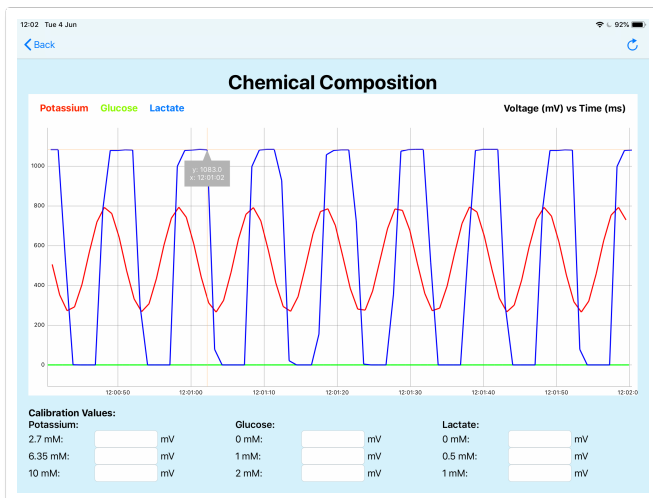 12:02 Tue 4 Jun 92%
Back
Chemical Composition
Potassium Glucose Lactate Voltage (mV) vs Time (ms)
1000
y: 1083.0
x: 12:01:02
800
600
400
200
0
12:00:50 12:01:00 12:01:10 12:01:20 12:01:30 12:01:40 12:01:50 12:02:0
Calibration Values:
Potassium: Glucose: Lactate:
2.7 mM: mV 0 mM: mV 0 mM: mV
6.35 mM: mV 1 mM: mV 0.5 mM: mV
10 mM: mV 2 mM: mV 1 mM: mV